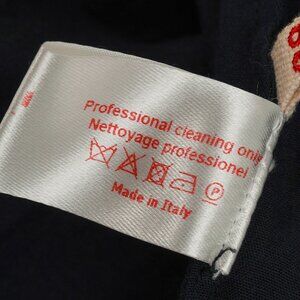 Professional cleaning only
Nettoyage professionel
P
Made in Italy